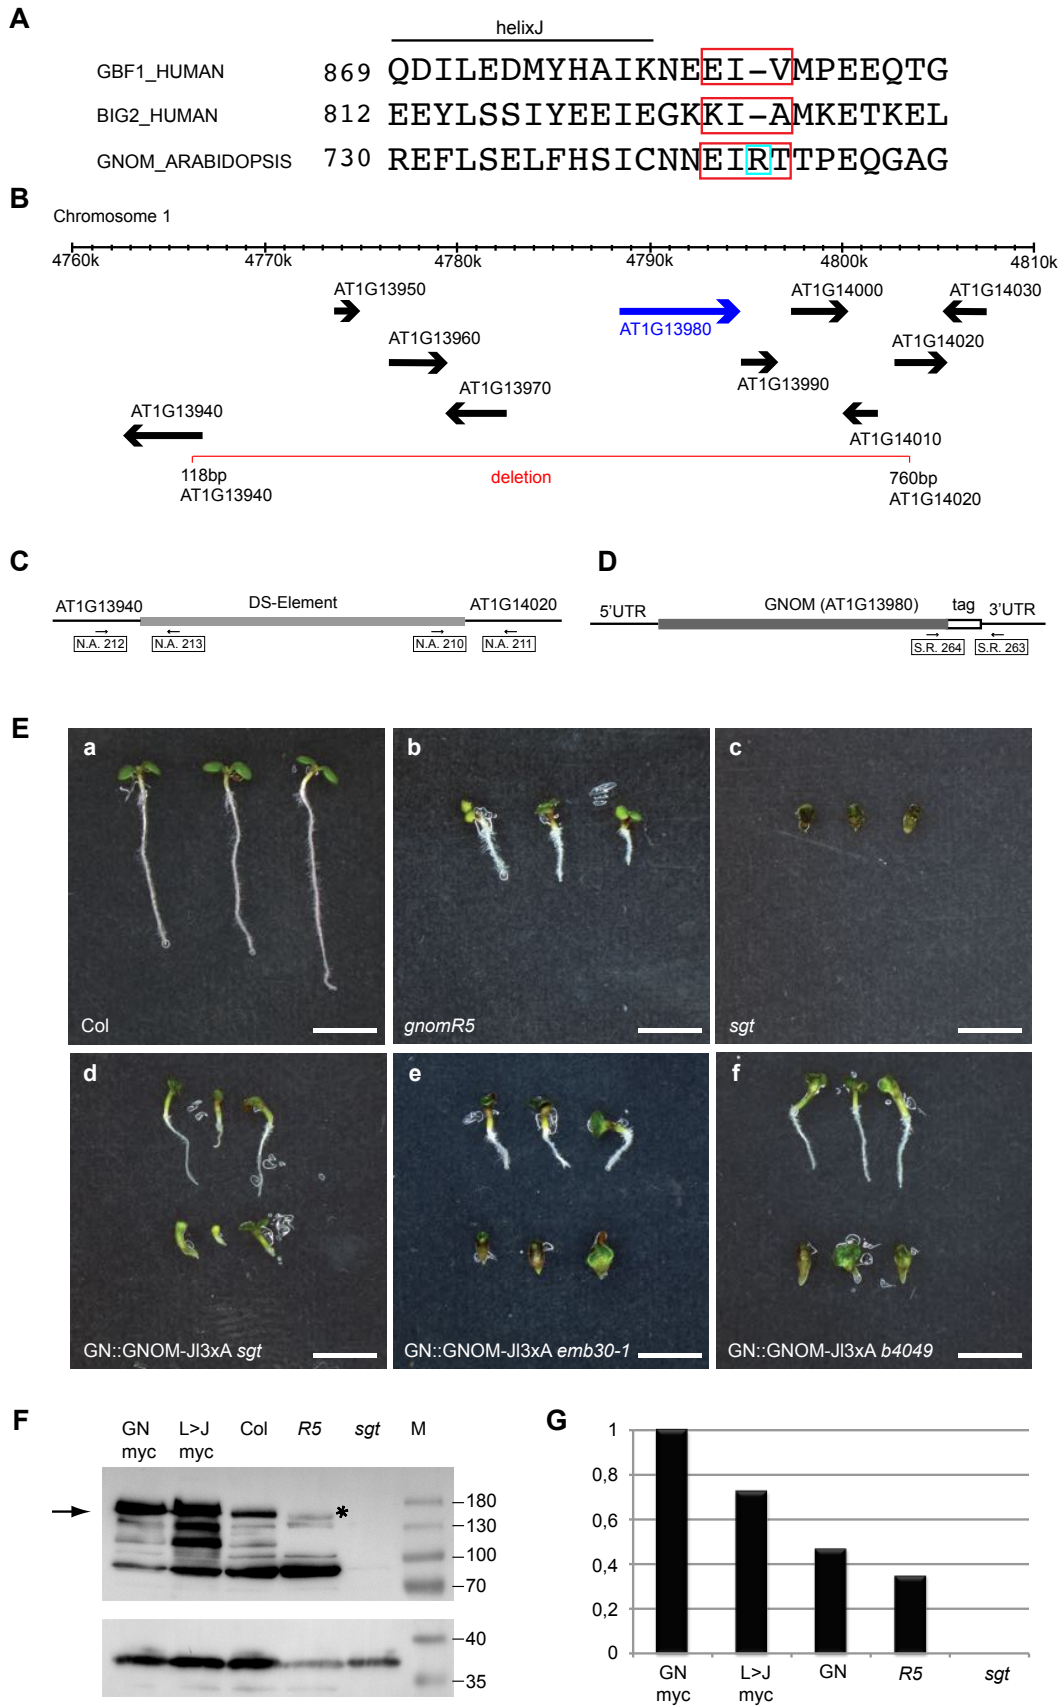 A
helixJ
GBF1_HUMAN 869 QDILEDMYHAIKNEEI-VMPEEQTG
BIG2_HUMAN 812 EEYLSSIYEEIEGKKI-AMKETKEL
GNOM_ARABIDOPSIS 730 REFLSELFHSICNNEIRTTPEQGAG
B
Chromosome 1
4760k 4770k 4780k 4790k 4800k 4810k
AT1G13950 AT1G14000 AT1G14030
AT1G13980
AT1G13960 AT1G14020
AT1G13970 AT1G13990
AT1G13940
AT1G14010
118bp deletion 760bp
AT1G13940 AT1G14020
C
AT1G13940 DS-Element AT1G14020
N.A. 212 N.A. 213 N.A. 210 N.A. 211
D
5'UTR GNOM (AT1G13980) tag 3'UTR
S.R. 264 S.R. 263
E
a b c
Col gnomR5 sgt
d e f
GN::GNOM-JI3xA sgt GN::GNOM-JI3xA emb30-1 GN::GNOM-JI3xA b4049
F
GN L>J Col R5 sgt M
myc myc
*
180
130
100
70
40
35
G
1
0,8
0,6
0,4
0,2
0
GN L>J GN R5 sgt
myc myc